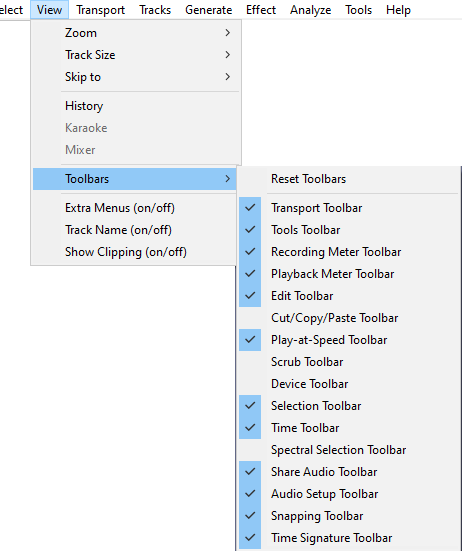 elect View Transport Tracks Generate Effect Analyze Tools Help
Zoom
Track Size
Skip to
History
Karaoke
Mixer
Toolbars
Extra Menus (on/off)
Track Name (on/off)
Show Clipping (on/off)
Reset Toolbars
Transport Toolbar
Tools Toolbar
Recording Meter Toolbar
Playback Meter Toolbar
Edit Toolbar
Cut/Copy/Paste Toolbar
Play-at-Speed Toolbar
Scrub Toolbar
Device Toolbar
Selection Toolbar
Time Toolbar
Spectral Selection Toolbar
Share Audio Toolbar
Audio Setup Toolbar
Snapping Toolbar
Time Signature Toolbar